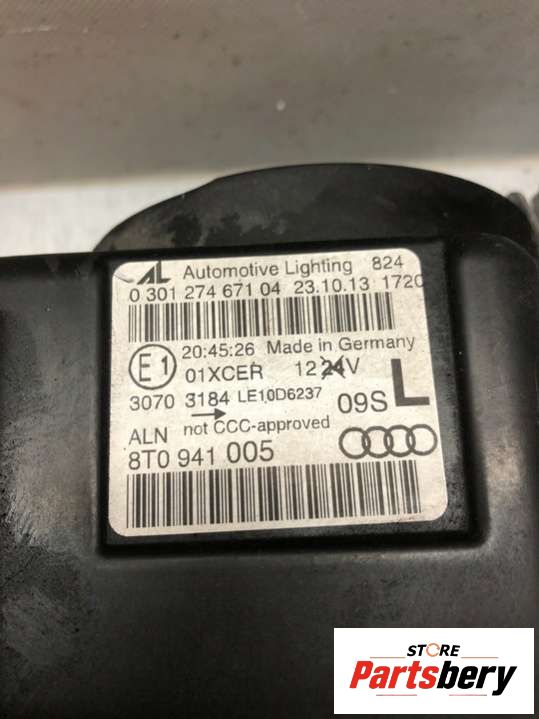 AL Automotive Lighting 824
0 301 274 671 04 23.10.13 1720
E1 20:45:26 Made in Germany
01XCER 12 24V
3070 3184 LE10D6237 09S L
ALN not CCC-approved
8T0 941 005
STORE
Partsbery